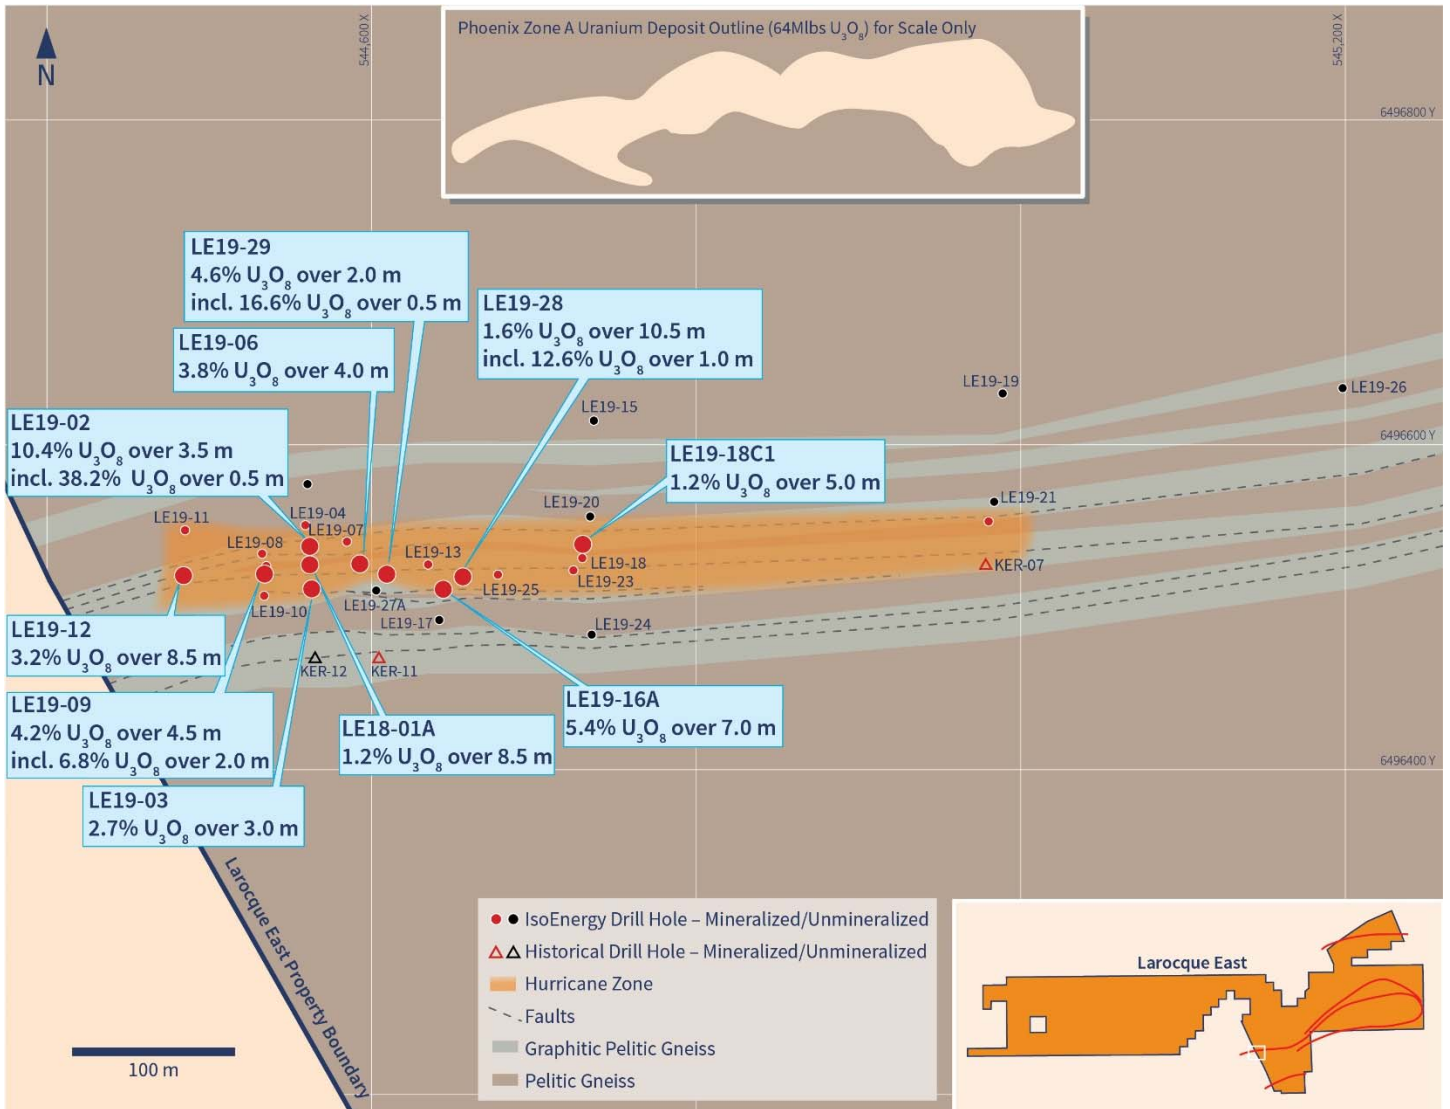 Phoenix Zone A Uranium Deposit Outline (64Mlbs U₃O₈) for Scale Only
N
544,600 X
545,200 X
6496800 Y
LE19-29
4.6% U₃O₈ over 2.0 m
incl. 16.6% U₃O₈ over 0.5 m
LE19-28
1.6% U₃O₈ over 10.5 m
incl. 12.6% U₃O₈ over 1.0 m
LE19-06
3.8% U₃O₈ over 4.0 m
LE19-19
LE19-26
LE19-15
LE19-02
10.4% U₃O₈ over 3.5 m
incl. 38.2% U₃O₈ over 0.5 m
6496600 Y
LE19-18C1
1.2% U₃O₈ over 5.0 m
LE19-20
LE19-21
LE19-11
LE19-04
LE19-07
LE19-08
LE19-13
LE19-18
LE19-23
KER-07
LE19-25
LE19-10
LE19-27A
LE19-17
LE19-24
LE19-12
3.2% U₃O₈ over 8.5 m
KER-12
KER-11
LE19-09
4.2% U₃O₈ over 4.5 m
incl. 6.8% U₃O₈ over 2.0 m
LE18-01A
1.2% U₃O₈ over 8.5 m
LE19-16A
5.4% U₃O₈ over 7.0 m
6496400 Y
LE19-03
2.7% U₃O₈ over 3.0 m
Larocque East Property Boundary
100 m
IsoEnergy Drill Hole – Mineralized/Unmineralized
Historical Drill Hole – Mineralized/Unmineralized
Hurricane Zone
Faults
Graphitic Pelitic Gneiss
Pelitic Gneiss
Larocque East